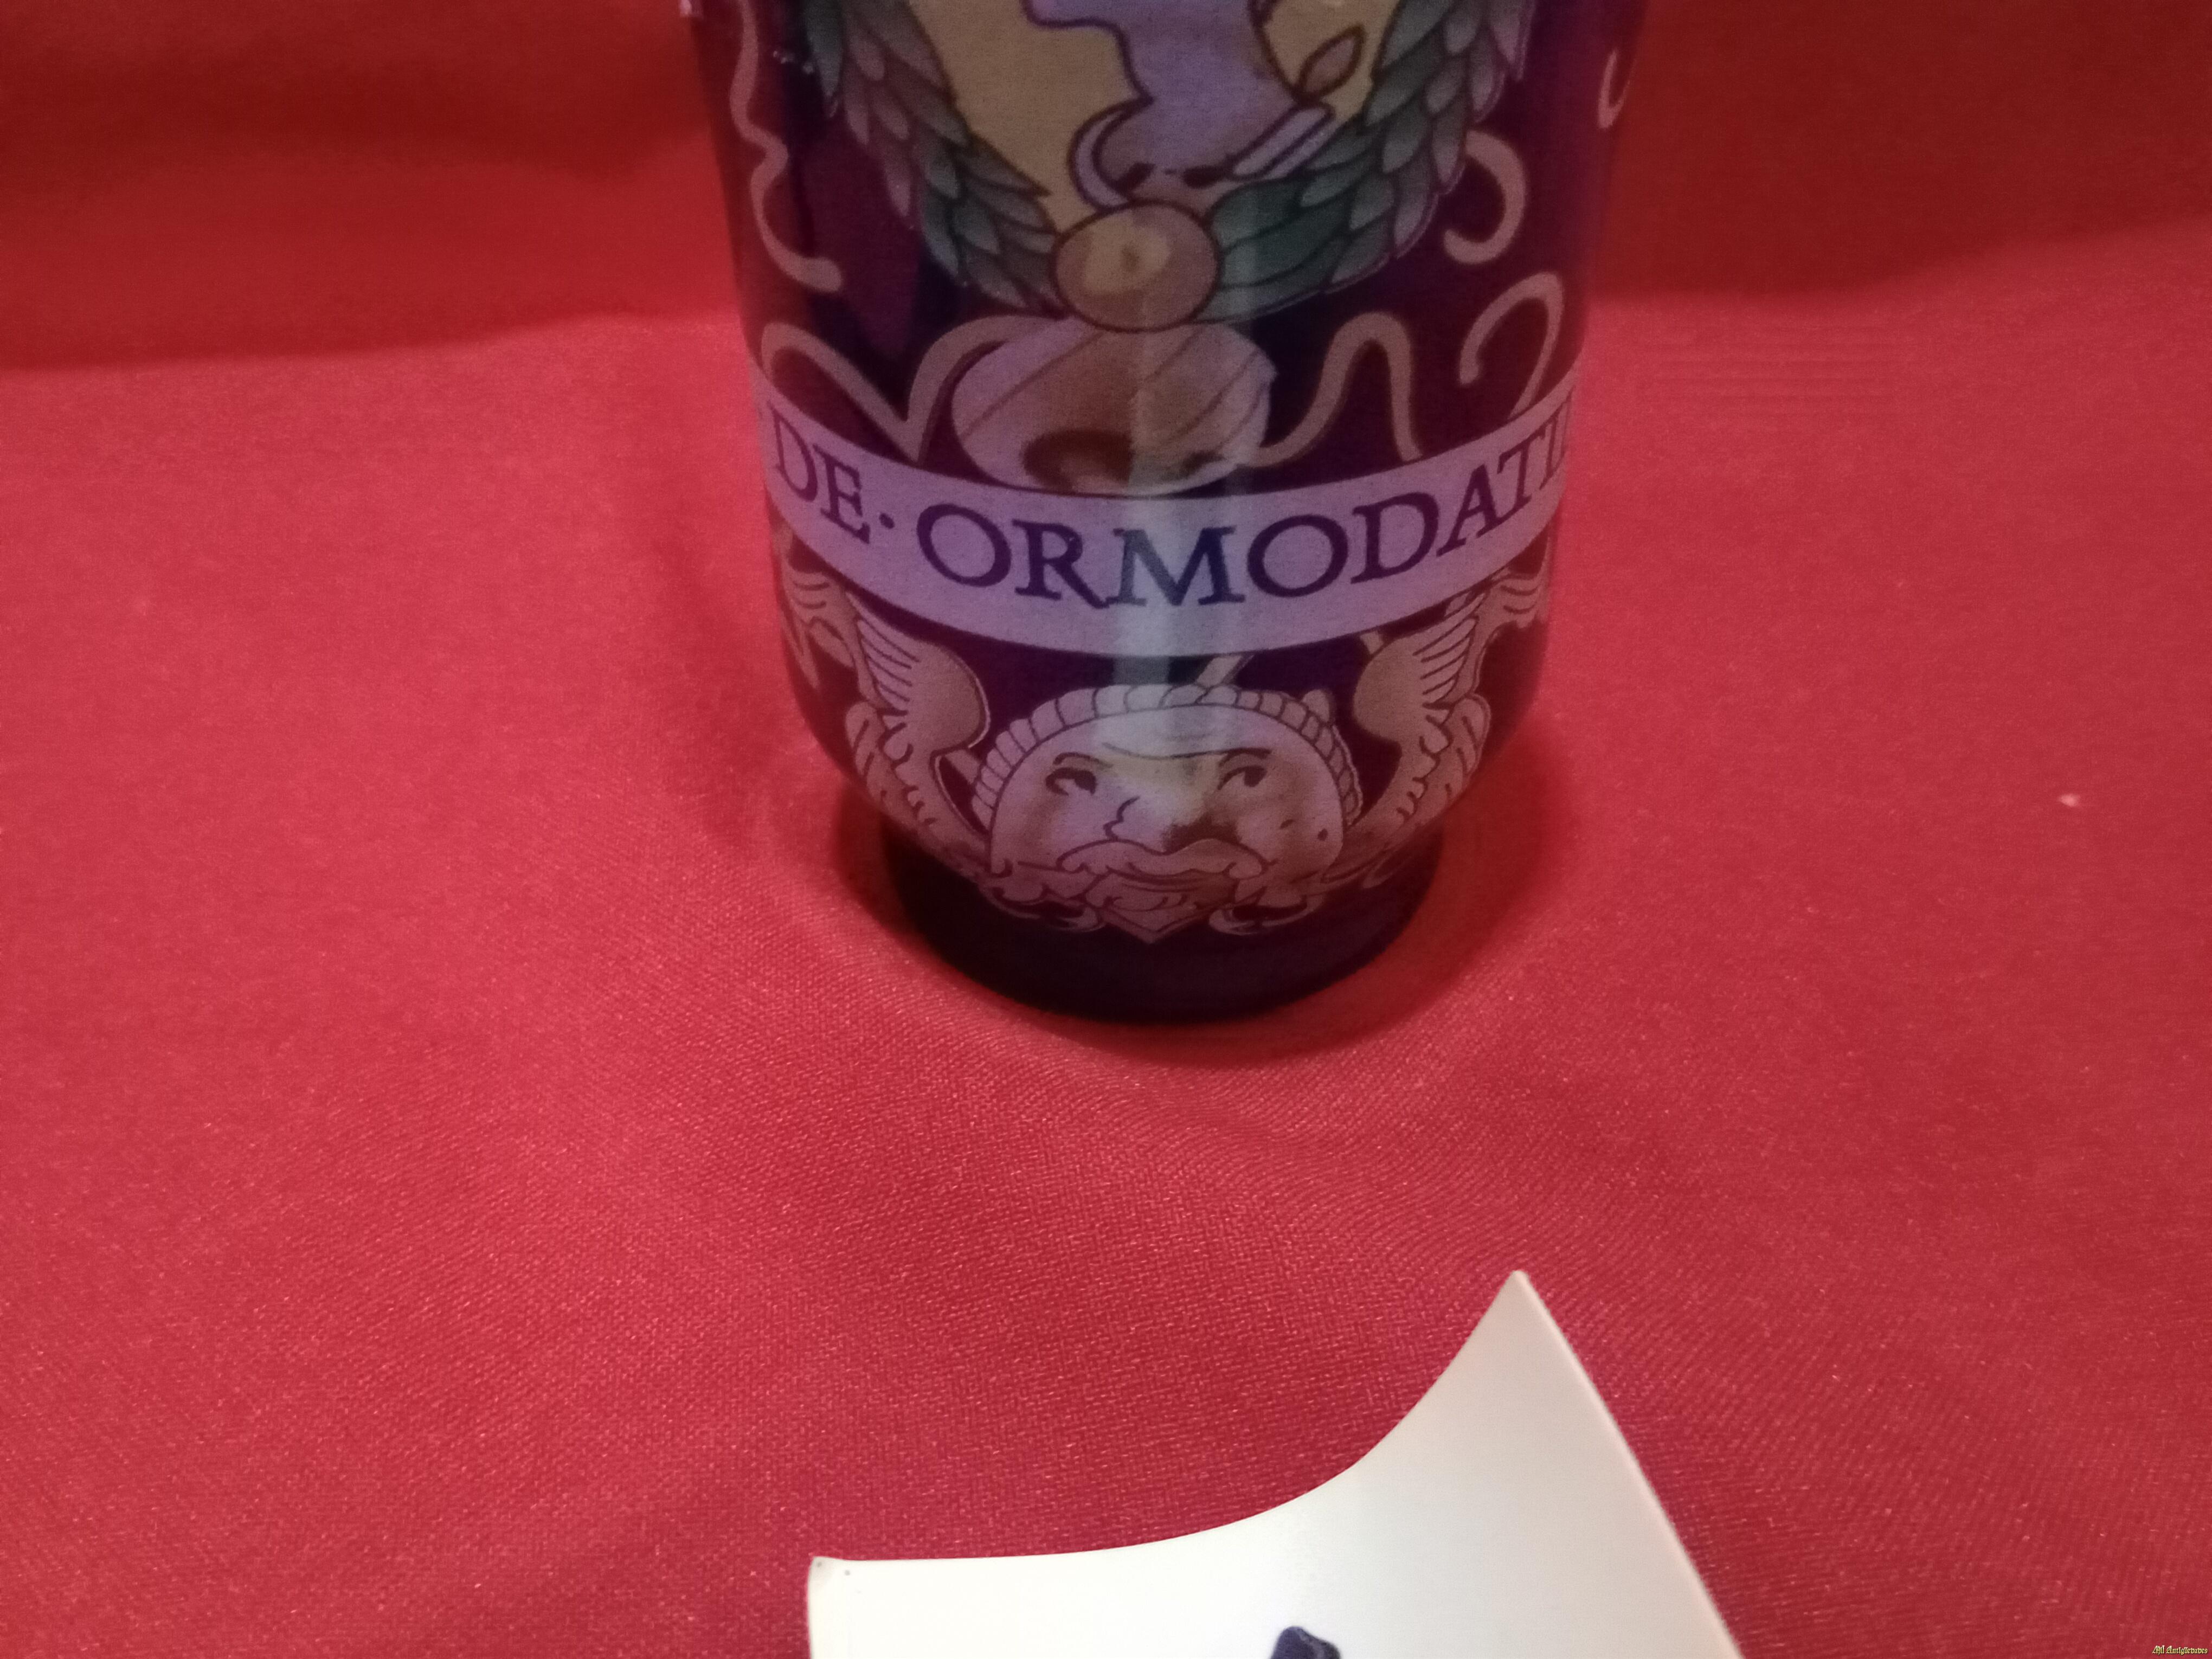 DE · ORMODATI